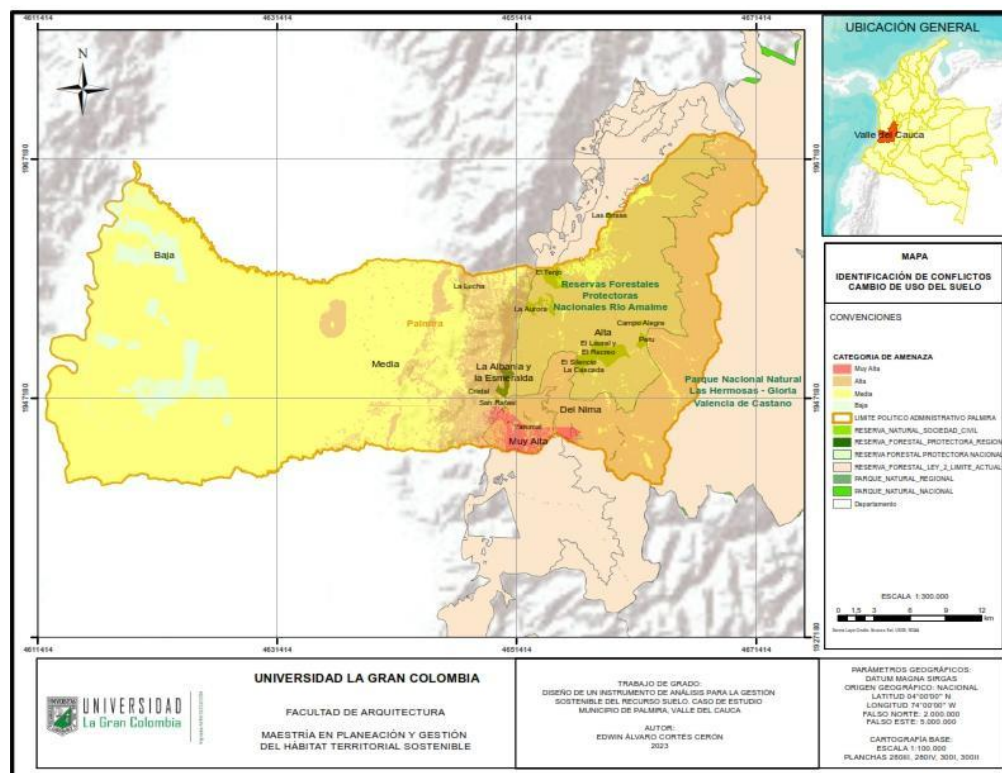 4611414
4631414
4651414
4671414
UBICACIÓN GENERAL
Valle del Cauca
N
1967180
1967180
Las Brisas
Baja
El Tenjo
La Lucha
Reservas Forestales
Protectoras
Nacionales Río Amaime
La Aurora
Palmira
Campo Alegre
Alta
Peru
El Recreo
El Silencio
La Cascada
Media
La Albania y
la Esmeralda
Parque Nacional Natural
Las Hermosas - Gloria
Valencia de Castano
Cristal
San Rafael
Del Nima
Muy Alta
1947180
1947180
MAPA
IDENTIFICACIÓN DE CONFLICTOS
CAMBIO DE USO DEL SUELO
CONVENCIONES
CATEGORIA DE AMENAZA
Muy Alta
Alta
Media
Baja
LIMITE POLITICO ADMINISTRATIVO PALMIRA
RESERVA_NATURAL_SOCIEDAD_CIVIL
RESERVA_FORESTAL_PROTECTORA_REGION
RESERVA FORESTAL PROTECTORA NACIONAL
RESERVA_FORESTAL_LEY_2_LIMITE_ACTUAL
PARQUE_NATURAL_REGIONAL
PARQUE_NATURAL_NACIONAL
Departamento
ESCALA 1:300.000
0 1,5 3 6 9 12
km
1927180
4611414
4631414
4651414
4671414
UNIVERSIDAD
La Gran Colombia
UNIVERSIDAD LA GRAN COLOMBIA
FACULTAD DE ARQUITECTURA
MAESTRÍA EN PLANEACIÓN Y GESTIÓN
DEL HÁBITAT TERRITORIAL SOSTENIBLE
TRABAJO DE GRADO:
DISEÑO DE UN INSTRUMENTO DE ANÁLISIS PARA LA GESTIÓN
SOSTENIBLE DEL RECURSO SUELO. CASO DE ESTUDIO
MUNICIPIO DE PALMIRA, VALLE DEL CAUCA
AUTOR:
EDWIN ÁLVARO CORTÉS CERÓN
2023
PARÁMETROS GEOGRÁFICOS:
DATUM MAGNA SIRGAS
ORIGEN GEOGRÁFICO: NACIONAL
LATITUD 04°00'00" N
LONGITUD 74°00'00" W
FALSO NORTE: 2.000.000
FALSO ESTE: 5.000.000
CARTOGRAFÍA BASE:
ESCALA 1:100.000
PLANCHAS 280III, 280IV, 300I, 300II